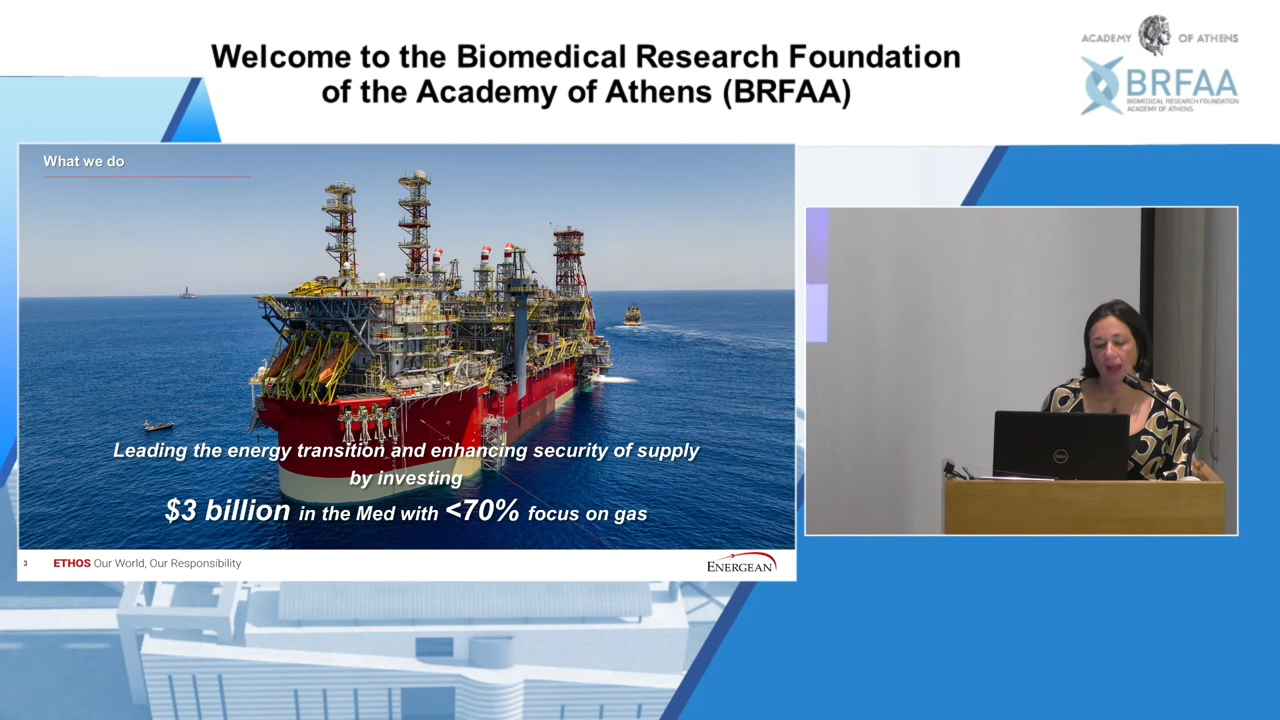 Welcome to the Biomedical Research Foundation
of the Academy of Athens (BRFAA)
ACADEMY OF ATHENS
BRFAA
BIOMEDICAL RESEARCH FOUNDATION
ACADEMY OF ATHENS
What we do
Leading the energy transition and enhancing security of supply
by investing
$3 billion in the Med with <70% focus on gas
3 ETHOS Our World, Our Responsibility
ENERGEAN
DELL